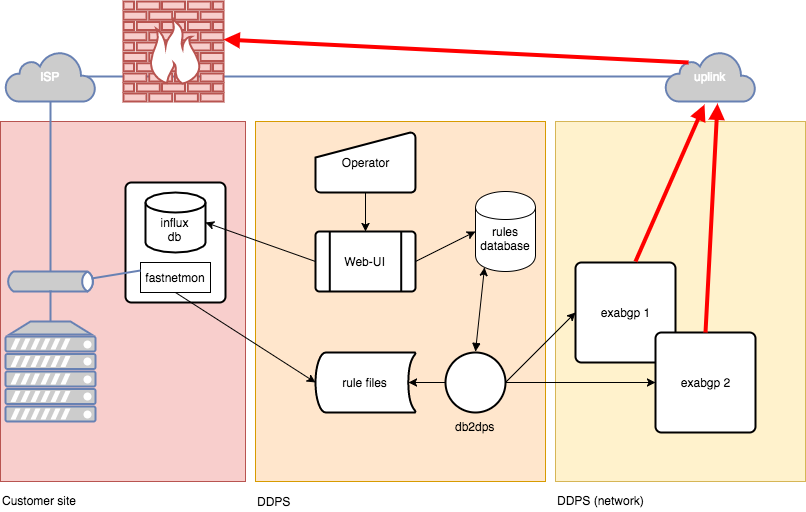 ISP
uplink
Operator
influx
db
Web-UI
rules
database
fastnetmon
exabgp 1
rule files
exabgp 2
db2dps
Customer site
DDPS
DDPS (network)